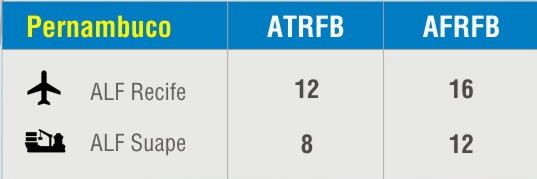 Pernambuco ATRFB AFRFB
ALF Recife 12 16
ALF Suape 8 12